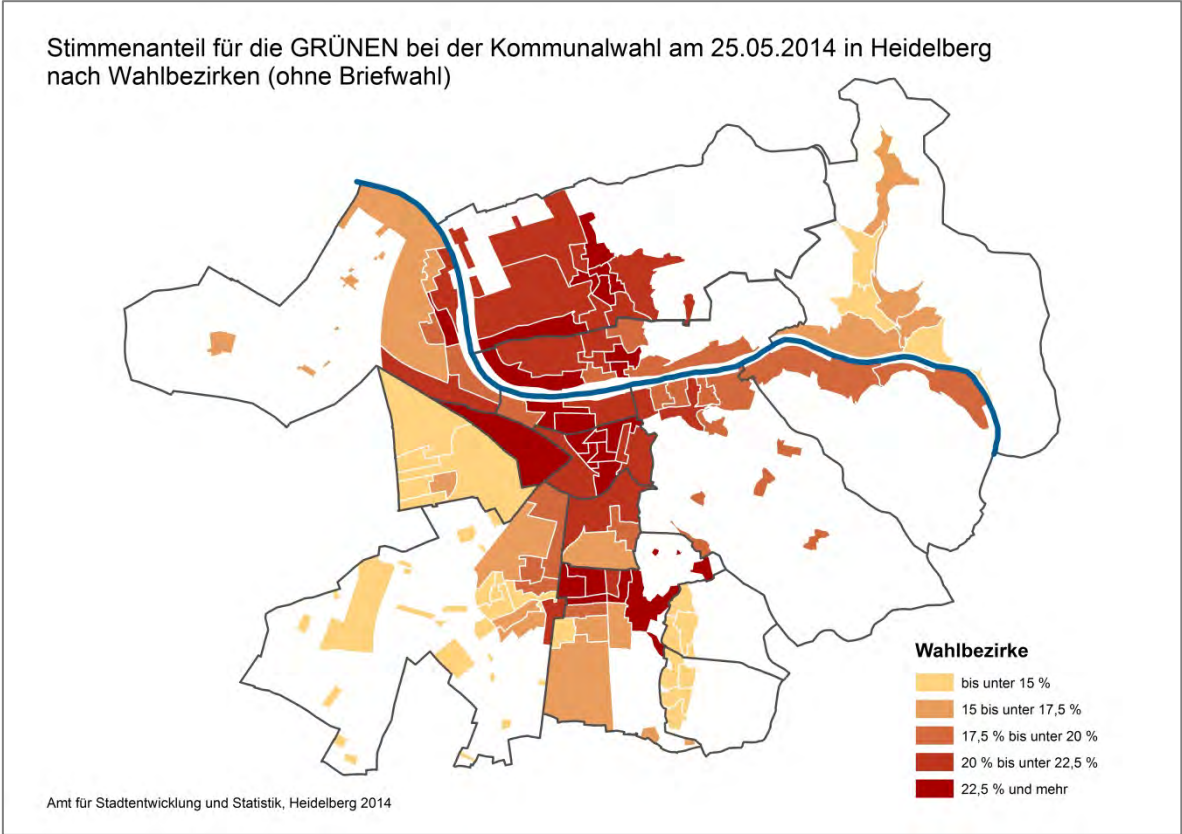 Stimmenanteil für die GRÜNEN bei der Kommunalwahl am 25.05.2014 in Heidelberg
nach Wahlbezirken (ohne Briefwahl)
Wahlbezirke
bis unter 15 %
15 bis unter 17,5 %
17,5 % bis unter 20 %
20 % bis unter 22,5 %
22,5 % und mehr
Amt für Stadtentwicklung und Statistik, Heidelberg 2014